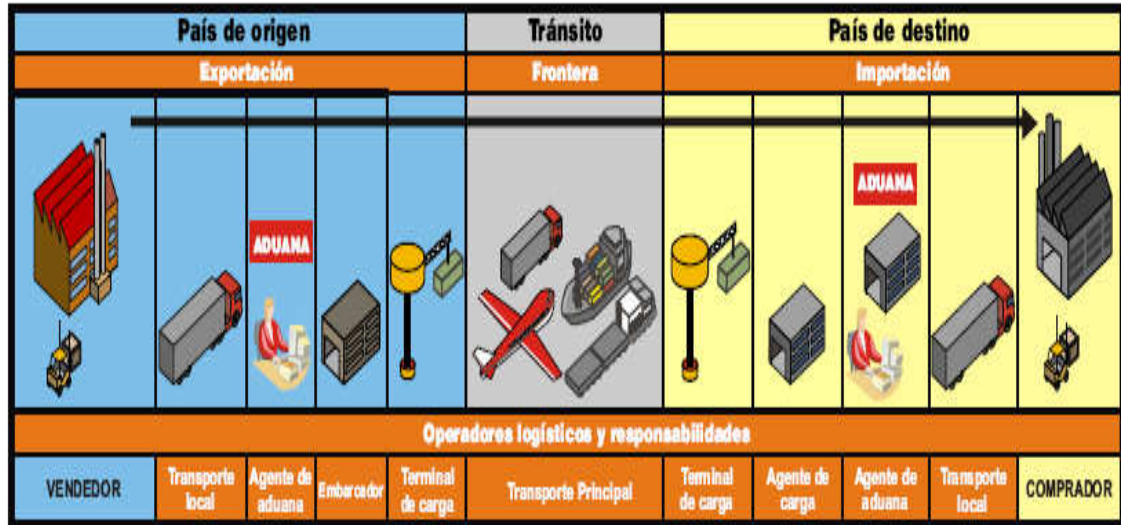 País de origen
Tránsito
País de destino
Exportación
Frontera
Importación
ADUANA
ADUANA
Operadores logísticos y responsabilidades
VENDEDOR
Transporte
local
Agente de
aduana
Embarcador
Terminal
de carga
Transporte Principal
Terminal
de carga
Agente de
carga
Agente de
aduana
Transporte
local
COMPRADOR